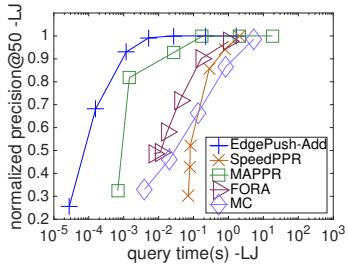 normalized precision@50 -LJ
1
0.9
0.8
0.7
0.6
0.5
0.4
0.3
0.2
EdgePush-Add
SpeedPPR
MAPPR
FORA
MC
10-5 10-4 10-3 10-2 10-1 100 101 102 103
query time(s) -LJ